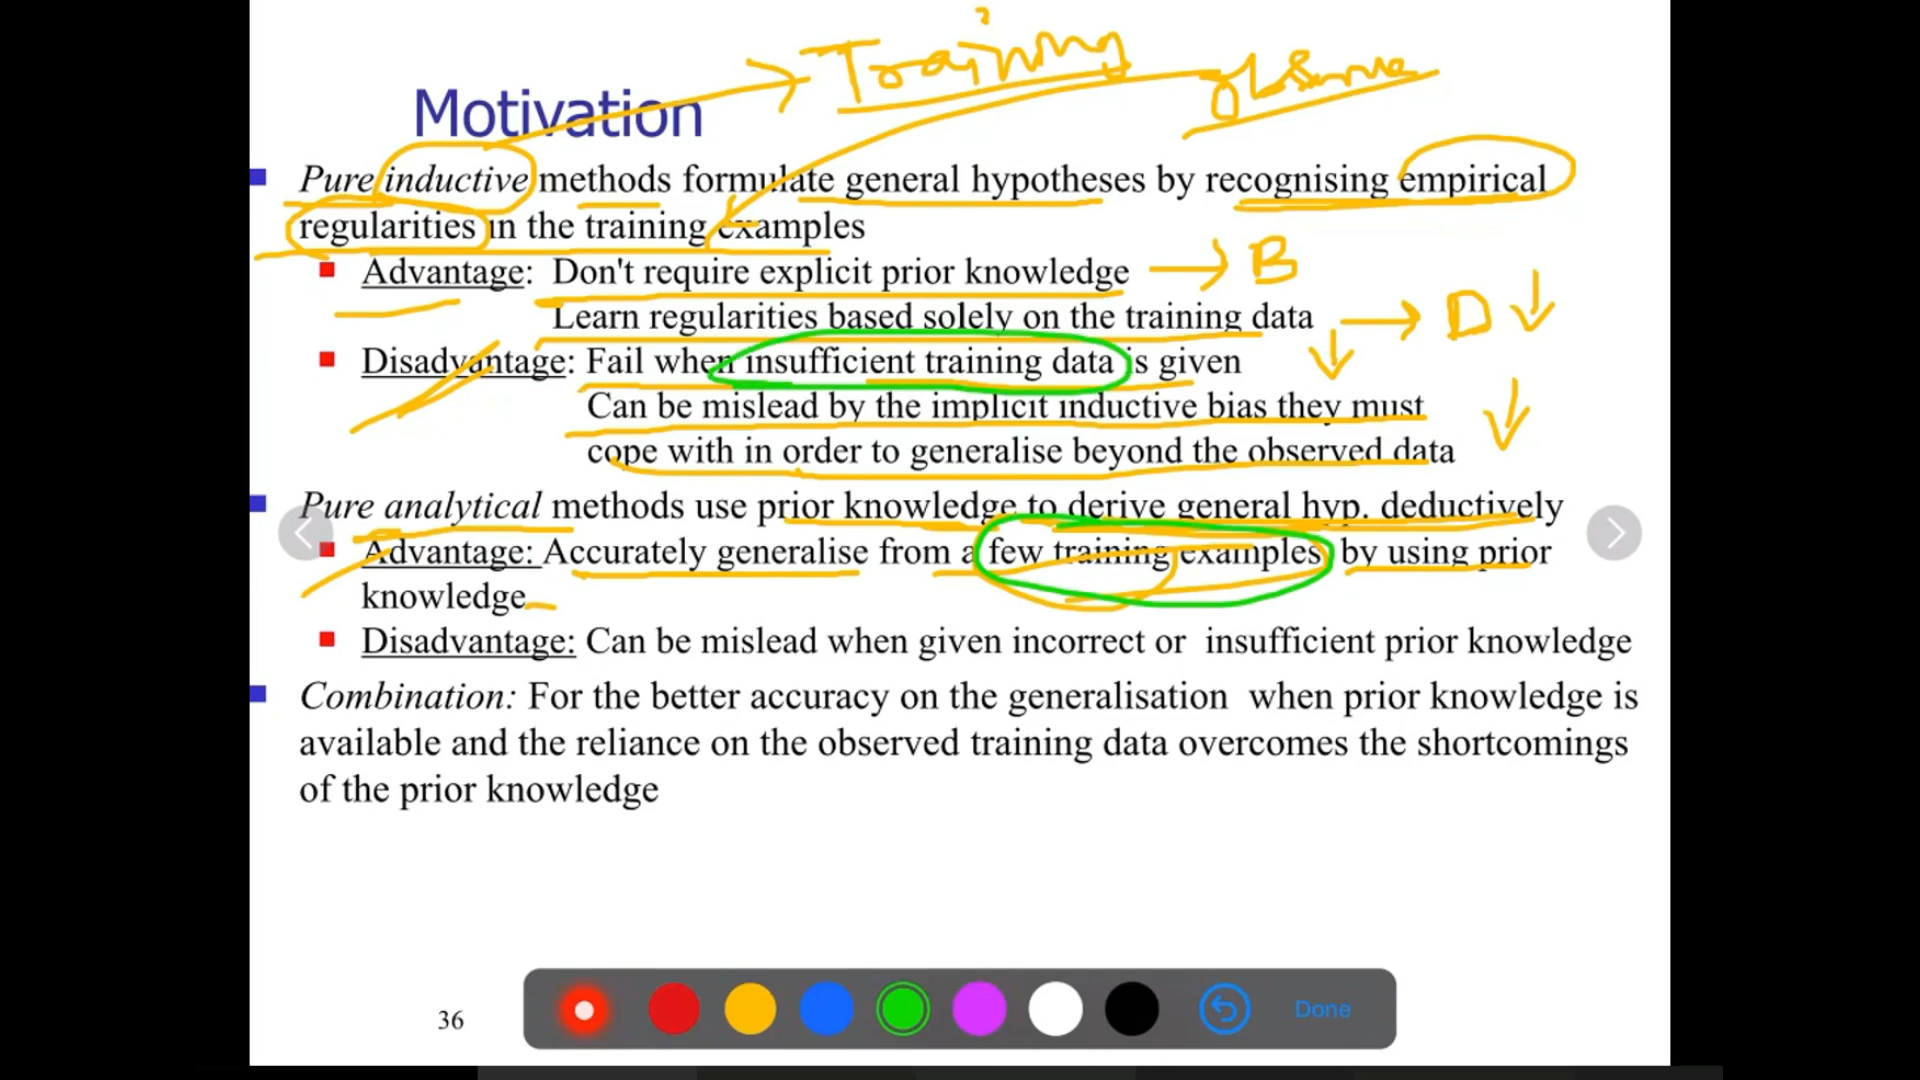 Training
observe
Motivation
Pure inductive methods formulate general hypotheses by recognising empirical
regularities in the training examples
Advantage: Don't require explicit prior knowledge → B
Learn regularities based solely on the training data → D ↓
Disadvantage: Fail when insufficient training data is given
Can be mislead by the implicit inductive bias they must
cope with in order to generalise beyond the observed data
Pure analytical methods use prior knowledge to derive general hyp. deductively
Advantage: Accurately generalise from a few training examples by using prior
knowledge
Disadvantage: Can be mislead when given incorrect or insufficient prior knowledge
Combination: For the better accuracy on the generalisation when prior knowledge is
available and the reliance on the observed training data overcomes the shortcomings
of the prior knowledge
36
Done